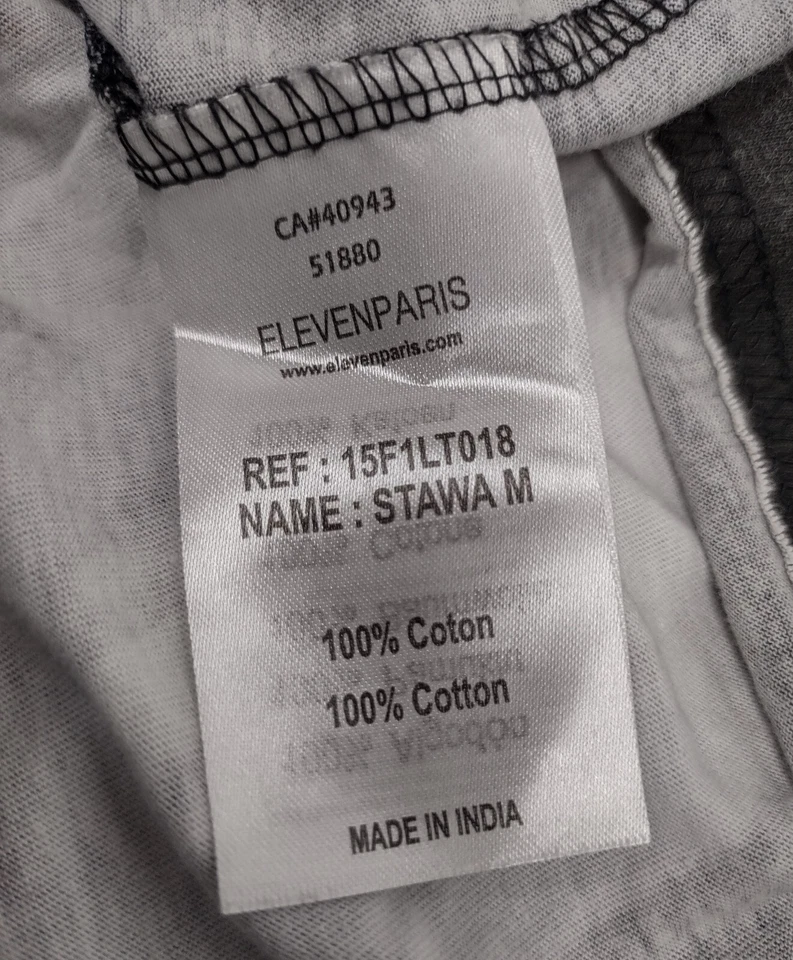 CA#40943
51880
ELEVENPARIS
www.elevenparis.com
REF : 15F1LT018
NAME : STAWA M
100% Coton
100% Cotton
MADE IN INDIA